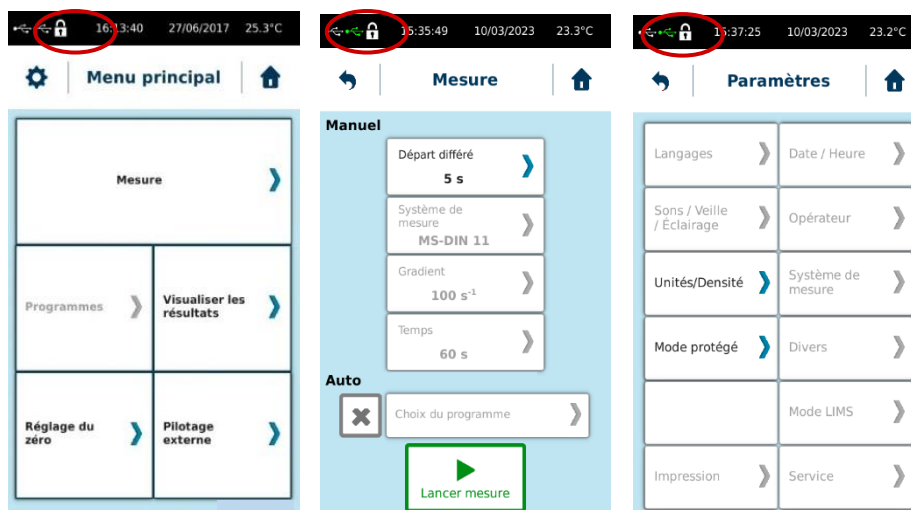 16:13:40 27/06/2017 25.3°C
Menu principal
Mesure
Programmes
Visualiser les
résultats
Réglage du
zéro
Pilotage
externe
15:35:49 10/03/2023 23.3°C
Mesure
Manuel
Départ différé
5 s
Système de
mesure
MS-DIN 11
Gradient
100 s⁻¹
Temps
60 s
Auto
Choix du programme
Lancer mesure
15:37:25 10/03/2023 23.2°C
Paramètres
Langages
Date / Heure
Sons / Veille
/ Éclairage
Opérateur
Unités/Densité
Système de
mesure
Mode protégé
Divers
Mode LIMS
Impression
Service